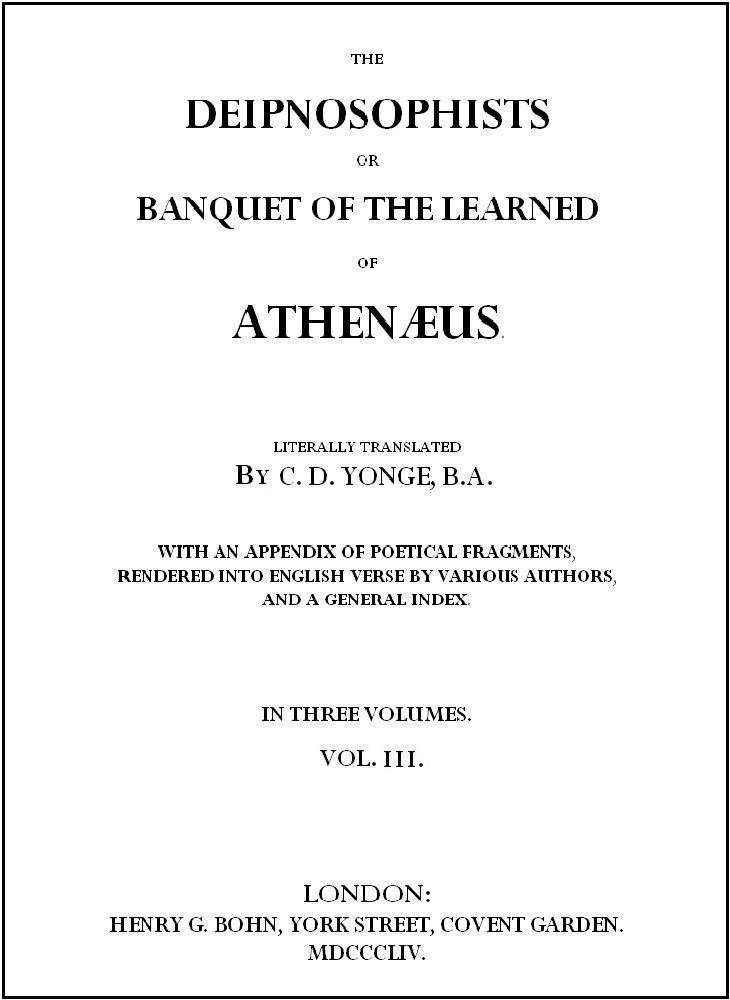 THE
DEIPNOSOPHISTS
OR
BANQUET OF THE LEARNED
OF
ATHENÆUS.
LITERALLY TRANSLATED
BY C. D. YONGE, B.A.
WITH AN APPENDIX OF POETICAL FRAGMENTS,
RENDERED INTO ENGLISH VERSE BY VARIOUS AUTHORS,
AND A GENERAL INDEX.
IN THREE VOLUMES.
VOL. III.
LONDON:
HENRY G. BOHN, YORK STREET, COVENT GARDEN.
MDCCCLIV.